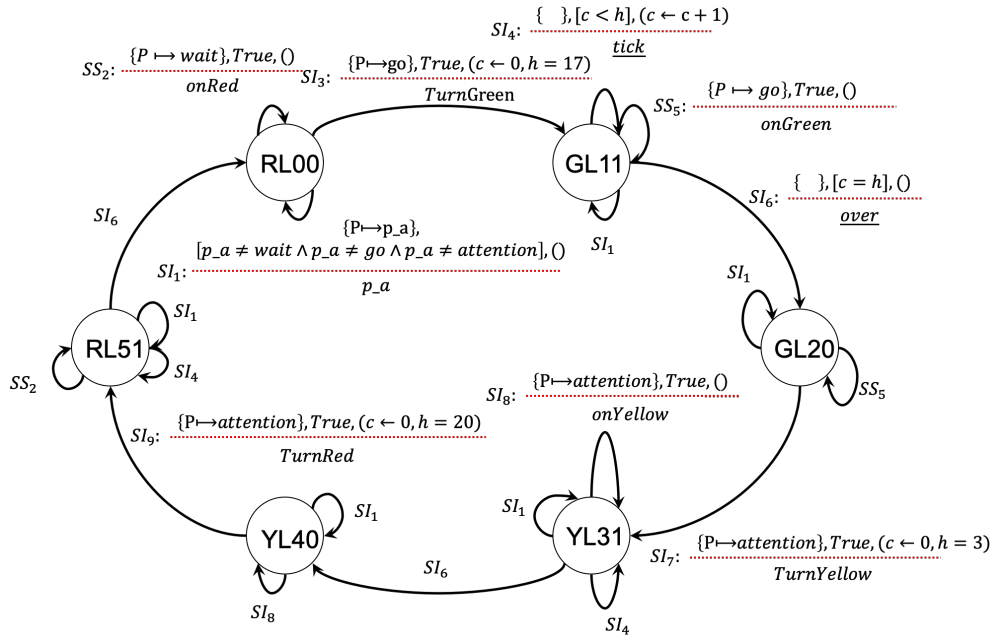 SI₄: { }, [c < h], (c ← c + 1)
tick
SS₂: {P ↦ wait}, True, ()
onRed
SI₃: {P↦go}, True, (c ← 0, h = 17)
TurnGreen
SS₅: {P ↦ go}, True, ()
onGreen
RL00
GL11
SI₆: { }, [c = h], ()
over
SI₆
SI₁
{P↦p_a},
SI₁: [p_a ≠ wait ∧ p_a ≠ go ∧ p_a ≠ attention], ()
p_a
SI₁
SI₁
RL51
GL20
SI₄
SS₂
SS₅
SI₈: {P↦attention}, True, ()
onYellow
SI₉: {P↦attention}, True, (c ← 0, h = 20)
TurnRed
SI₁
SI₁
YL40
YL31
SI₇: {P↦attention}, True, (c ← 0, h = 3)
TurnYellow
SI₆
SI₈
SI₄